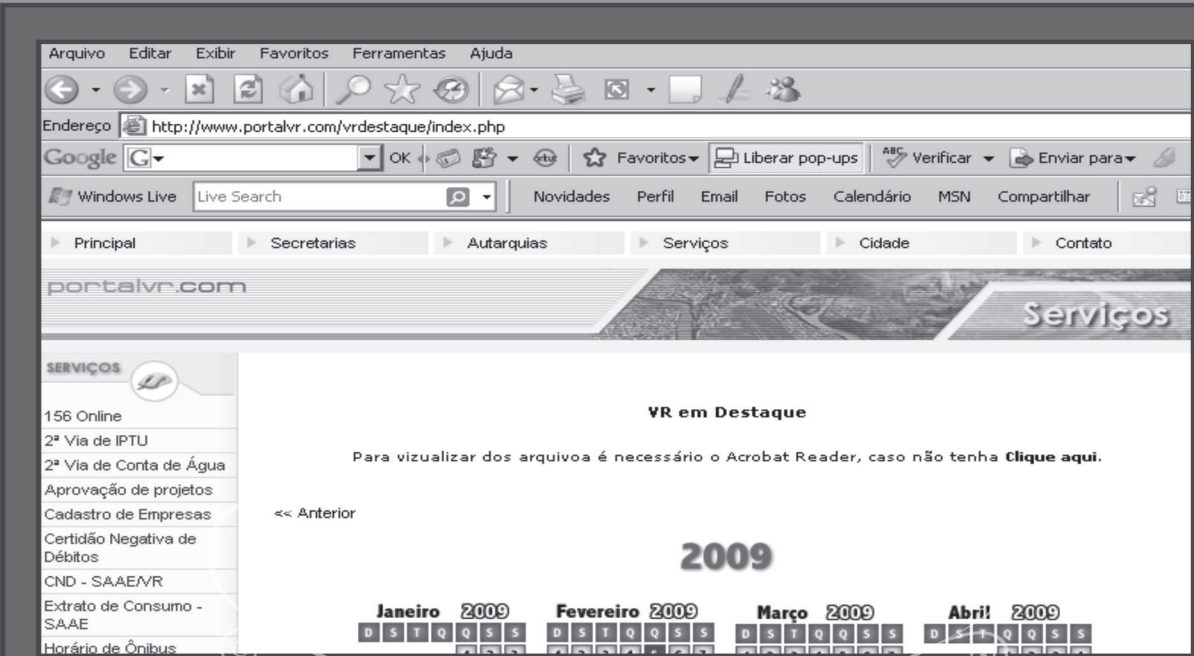 Arquivo Editar Exibir Favoritos Ferramentas Ajuda
Endereço http://www.portalvr.com/vrdestaque/index.php
Google G OK Favoritos Liberar pop-ups ABC Verificar Enviar para
Windows Live Live Search Novidades Perfil Email Fotos Calendário MSN Compartilhar
Principal Secretarias Autarquias Serviços Cidade Contato
portalvr.com
Serviços
SERVIÇOS
156 Online
2ª Via de IPTU
2ª Via de Conta de Água
Aprovação de projetos
Cadastro de Empresas
Certidão Negativa de
Débitos
CND - SAAE/VR
Extrato de Consumo -
SAAE
Horário de Ônibus
VR em Destaque
Para vizualizar dos arquivoa é necessário o Acrobat Reader, caso não tenha Clique aqui.
<< Anterior
2009
Janeiro 2009 Fevereiro 2009 Março 2009 Abril 2009
D S T Q Q S S D S T Q Q S S D S T Q Q S S D S T Q Q S S